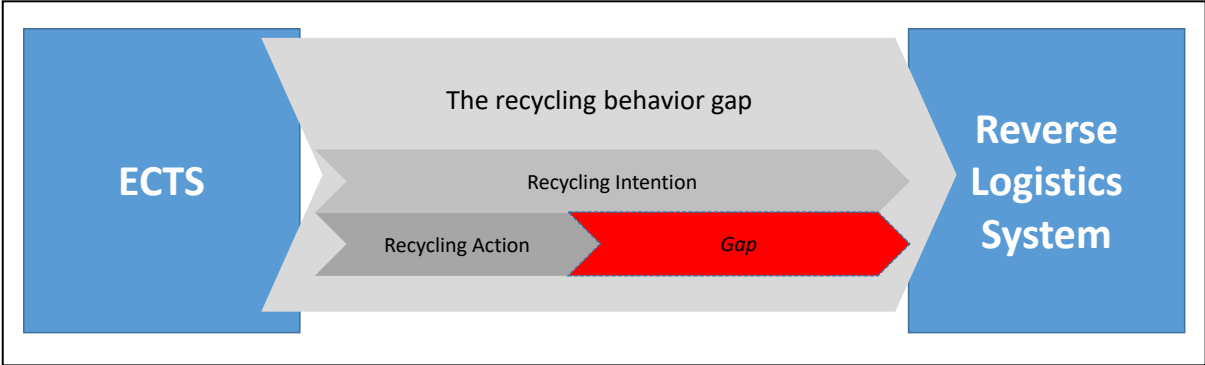 The recycling behavior gap
ECTS
Recycling Intention
Recycling Action
Gap
Reverse
Logistics
System